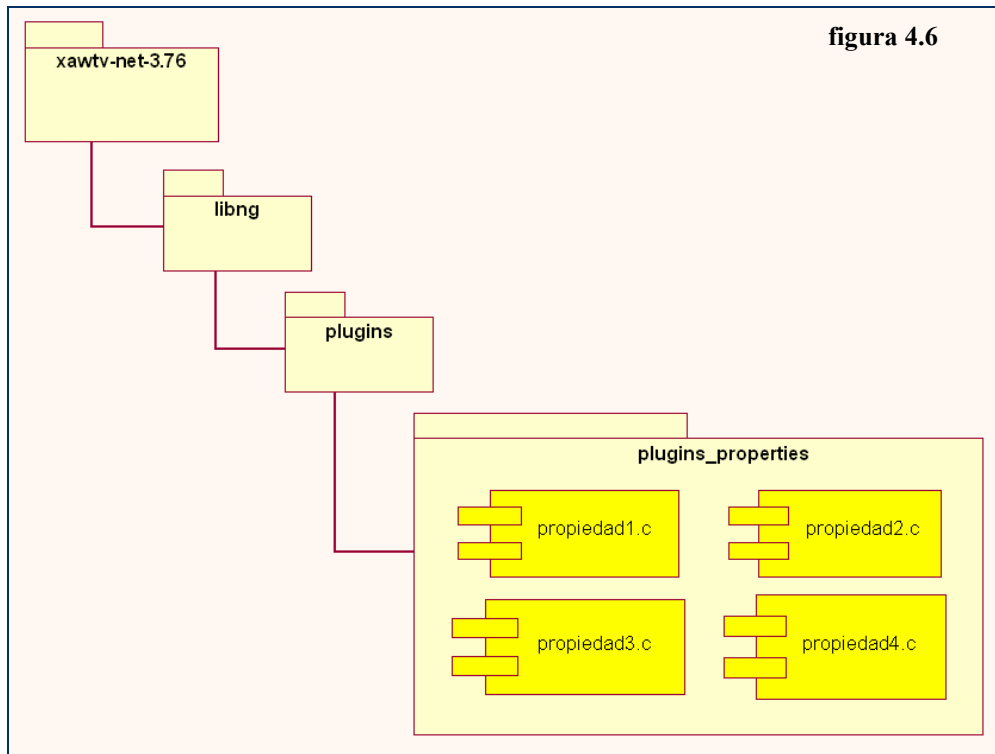 figura 4.6
xawtv-net-3.76
libng
plugins
plugins_properties
propiedad1.c
propiedad2.c
propiedad3.c
propiedad4.c